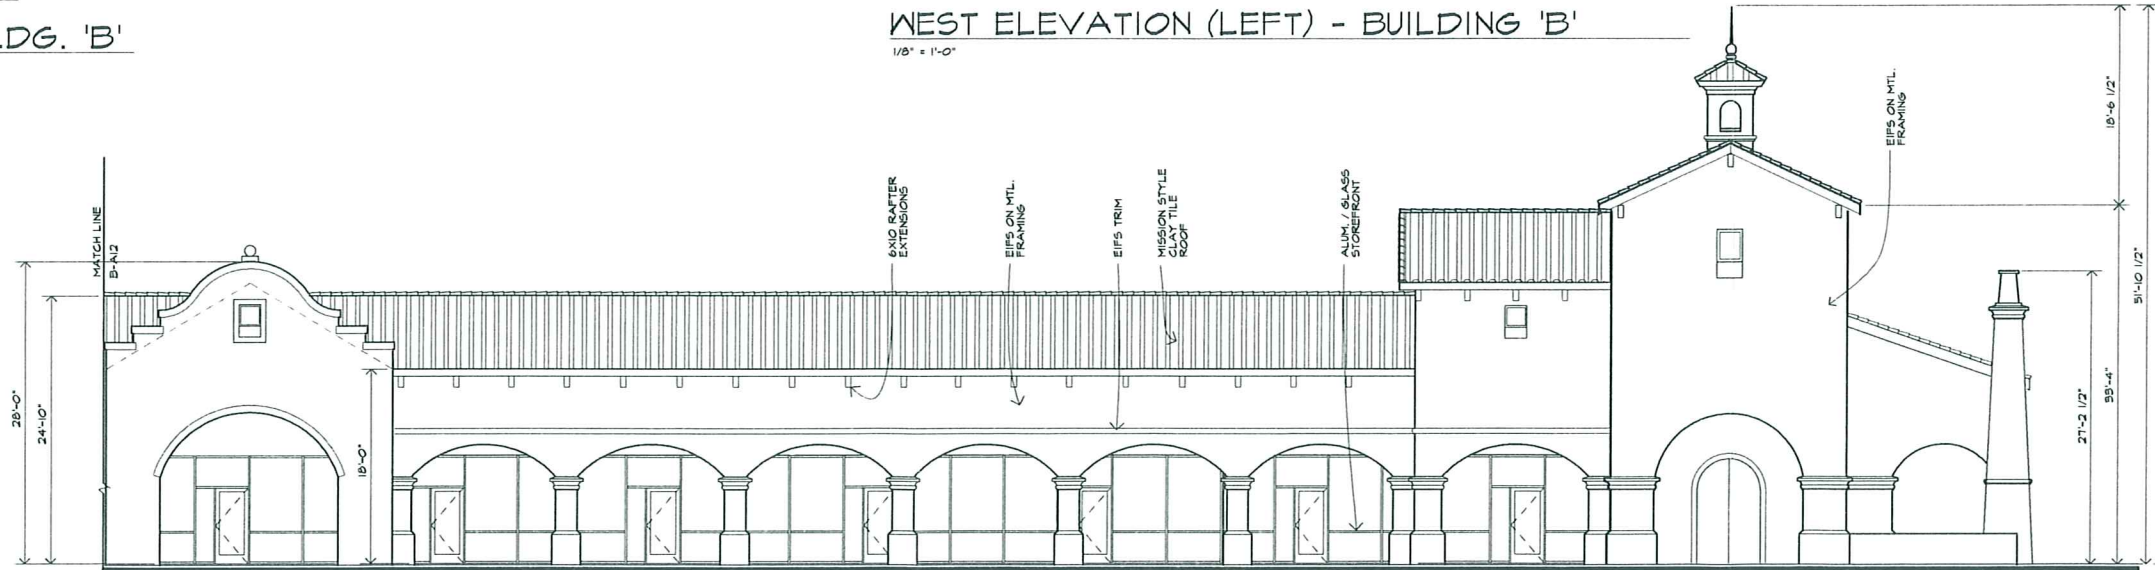 LDG. 'B'
WEST ELEVATION (LEFT) - BUILDING 'B'
1/8" = 1'-0"
MATCH LINE
B-A12
6X10 RAFTER
EXTENSIONS
EIFS ON MTL.
FRAMING
EIFS TRIM
MISSION STYLE
CLAY TILE
ROOF
ALUM. / GLASS
STOREFRONT
EIFS ON MTL.
FRAMING
18'-6 1/2"
51'-10 1/2"
33'-4"
27'-2 1/2"
28'-0"
24'-10"
18'-0"